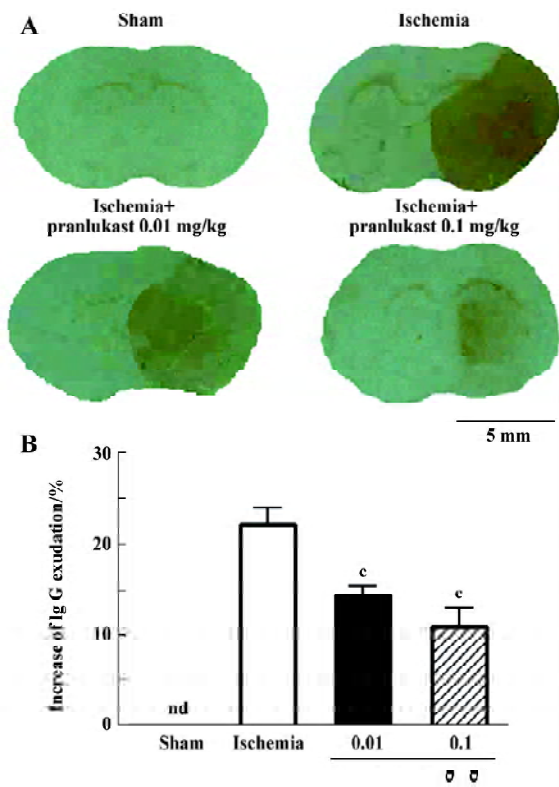 A
Sham
Ischemia
Ischemia+
pranlukast 0.01 mg/kg
Ischemia+
pranlukast 0.1 mg/kg
5 mm
B
Increase of Ig G exudation/%
30
20
10
0
nd
c
c
Sham
Ischemia
0.01
0.1